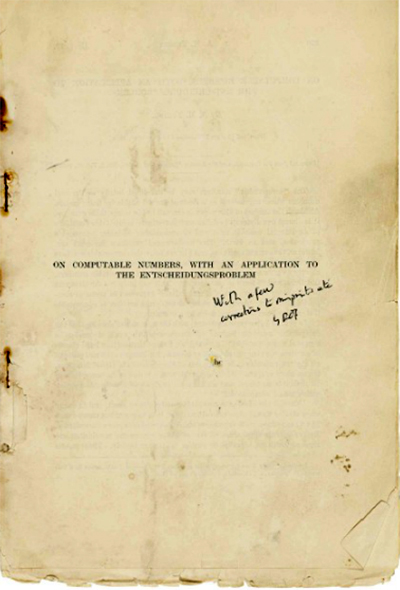 ON COMPUTABLE NUMBERS, WITH AN APPLICATION TO
THE ENTSCHEIDUNGSPROBLEM
With a few
corrections to misprints etc
by